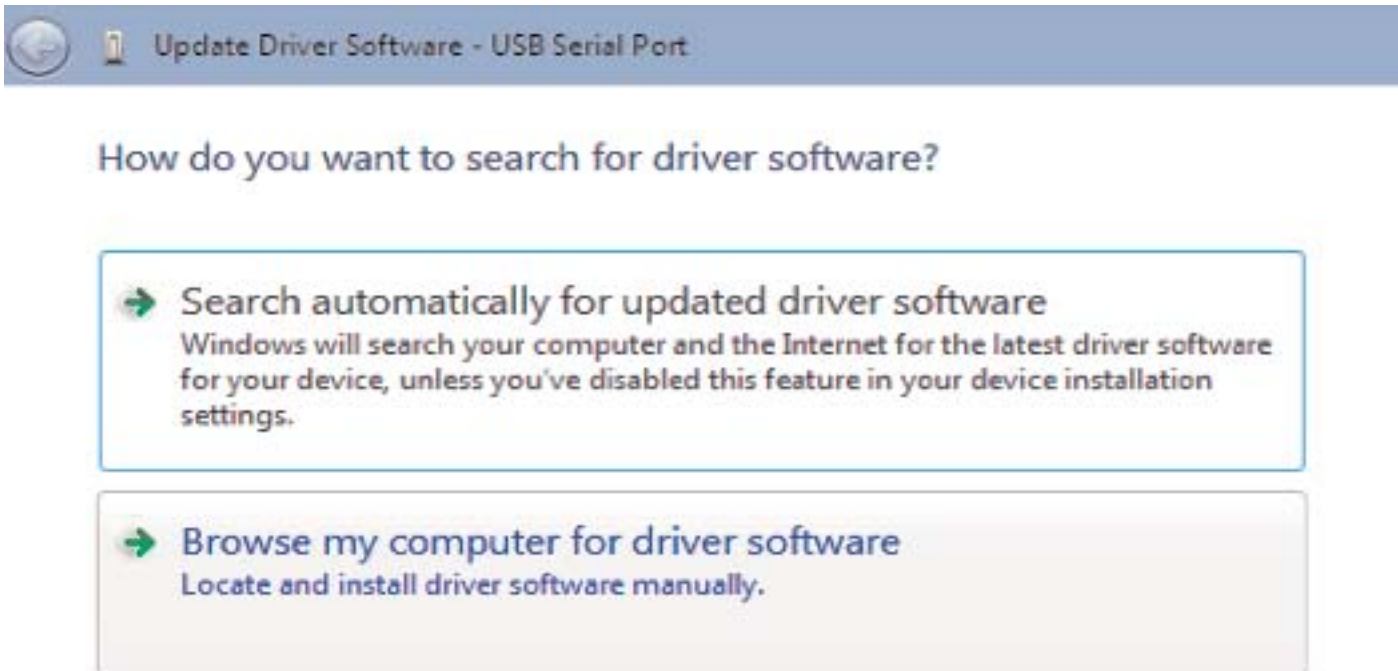 Update Driver Software - USB Serial Port
How do you want to search for driver software?
Search automatically for updated driver software
Windows will search your computer and the Internet for the latest driver software
for your device, unless you've disabled this feature in your device installation
settings.
Browse my computer for driver software
Locate and install driver software manually.